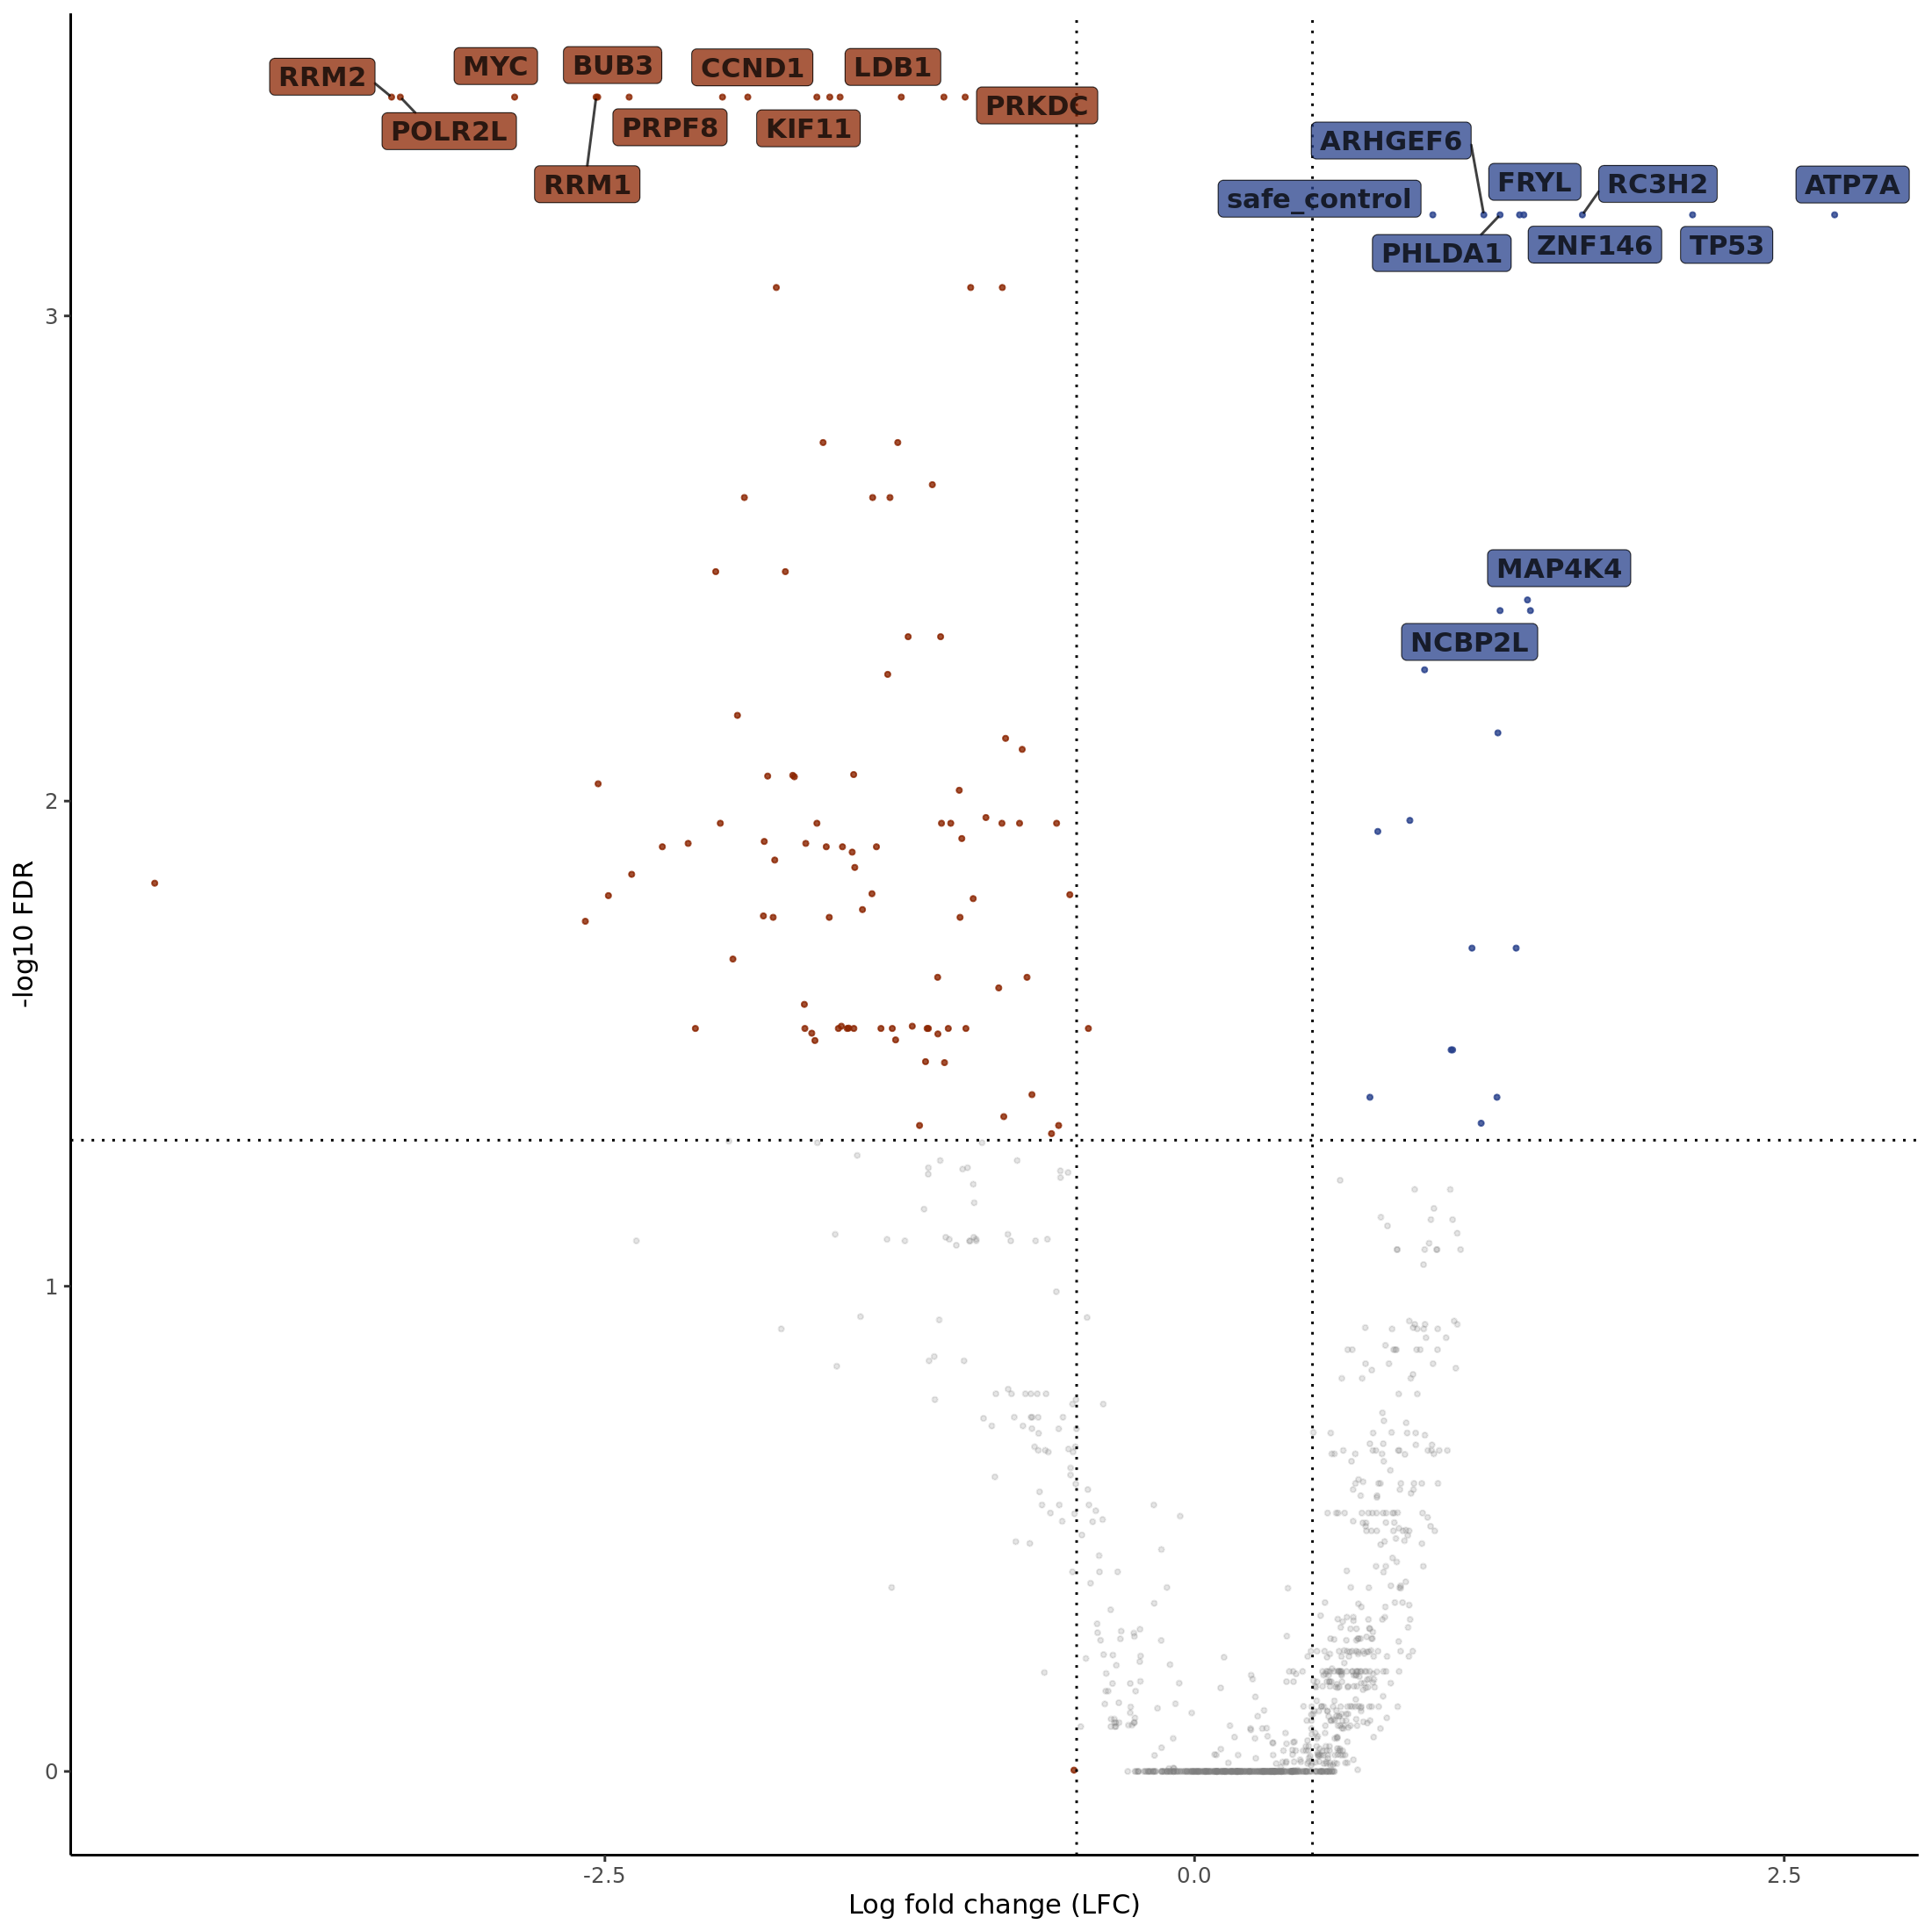 RRM2
MYC
BUB3
CCND1
LDB1
POLR2L
PRPF8
KIF11
PRKDC
RRM1
ARHGEF6
safe_control
FRYL
RC3H2
ATP7A
PHLDA1
ZNF146
TP53
MAP4K4
NCBP2L
3
2
1
0
-log10 FDR
-2.5
0.0
2.5
Log fold change (LFC)